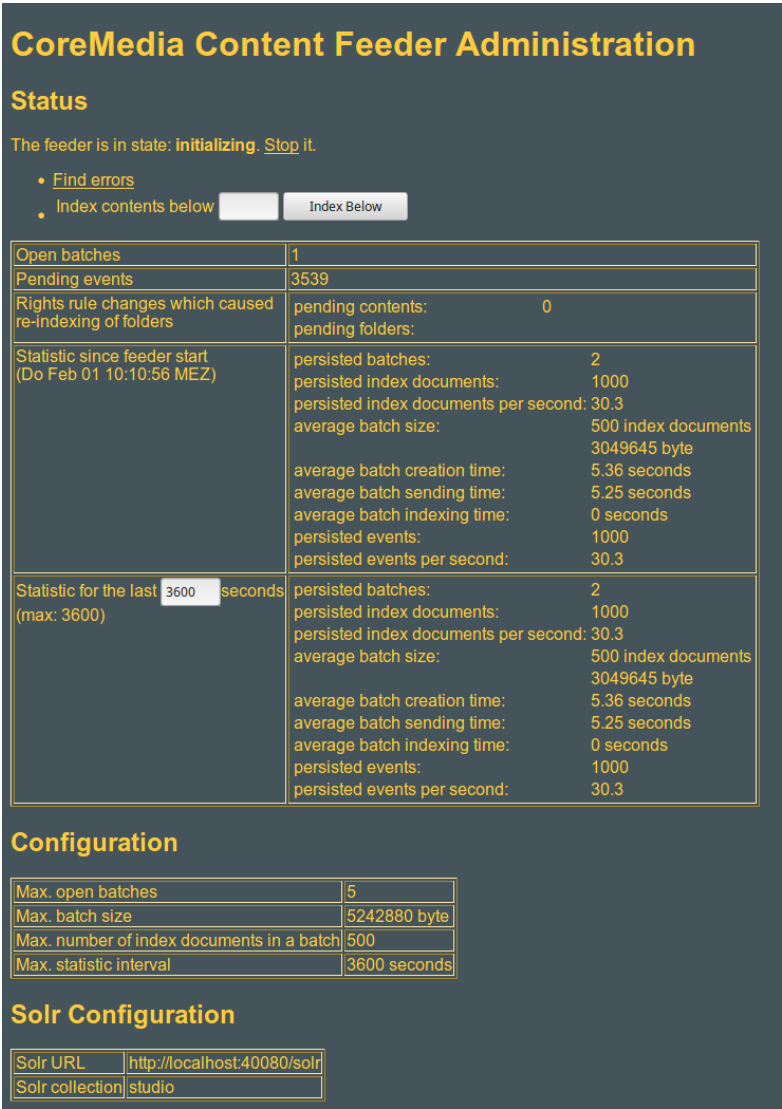 CoreMedia Content Feeder Administration
Status
The feeder is in state: initializing. Stop it.
Find errors
Index contents below Index Below
Open batches 1
Pending events 3539
Rights rule changes which caused
re-indexing of folders
pending contents: 0
pending folders:
Statistic since feeder start
(Do Feb 01 10:10:56 MEZ)
persisted batches: 2
persisted index documents: 1000
persisted index documents per second: 30.3
average batch size: 500 index documents
3049645 byte
average batch creation time: 5.36 seconds
average batch sending time: 5.25 seconds
average batch indexing time: 0 seconds
persisted events: 1000
persisted events per second: 30.3
Statistic for the last 3600 seconds
(max: 3600)
persisted batches: 2
persisted index documents: 1000
persisted index documents per second: 30.3
average batch size: 500 index documents
3049645 byte
average batch creation time: 5.36 seconds
average batch sending time: 5.25 seconds
average batch indexing time: 0 seconds
persisted events: 1000
persisted events per second: 30.3
Configuration
Max. open batches 5
Max. batch size 5242880 byte
Max. number of index documents in a batch 500
Max. statistic interval 3600 seconds
Solr Configuration
Solr URL http://localhost:40080/solr
Solr collection studio